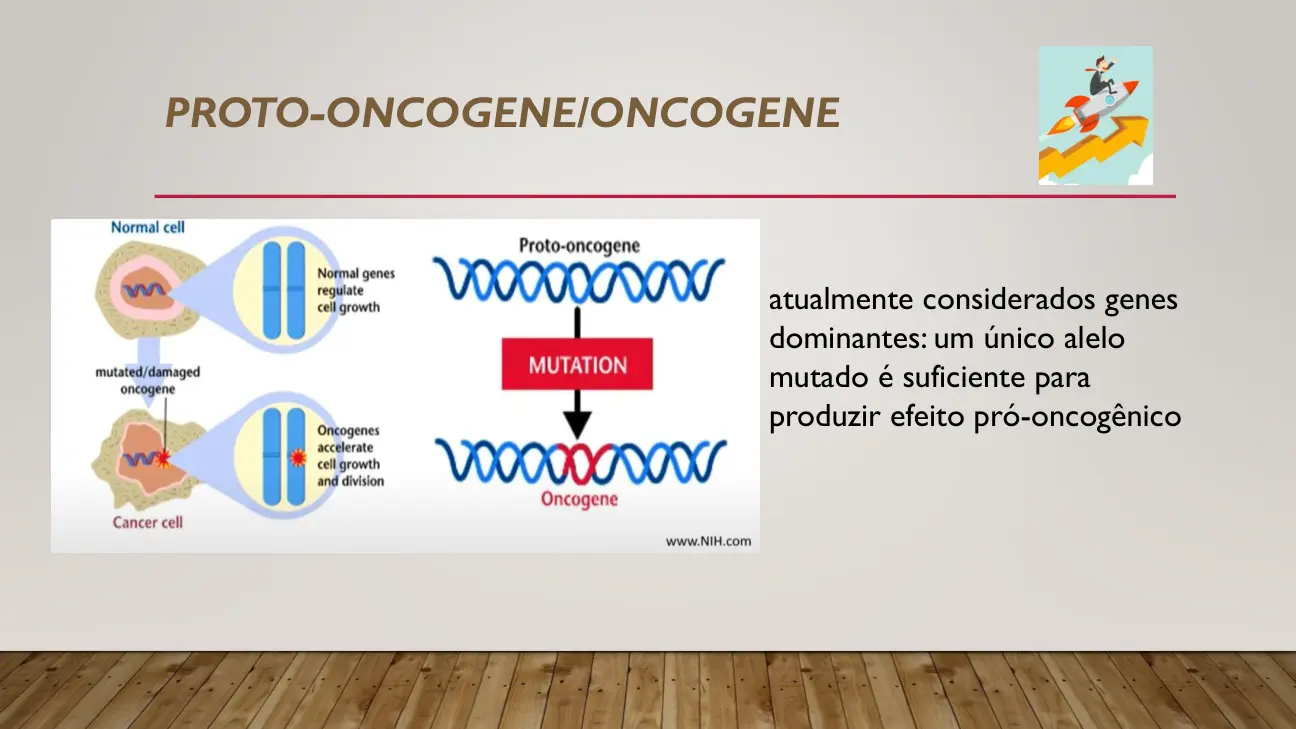 PROTO-ONCOGENE/ONCOGENE
Normal cell
Normal genes
regulate
cell growth
mutated/damaged
oncogene
Oncogenes
accelerate
cell growth
and division
Cancer cell
Proto-oncogene
MUTATION
Oncogene
www.NIH.com
atualmente considerados genes
dominantes: um único alelo
mutado é suficiente para
produzir efeito pró-oncogênico